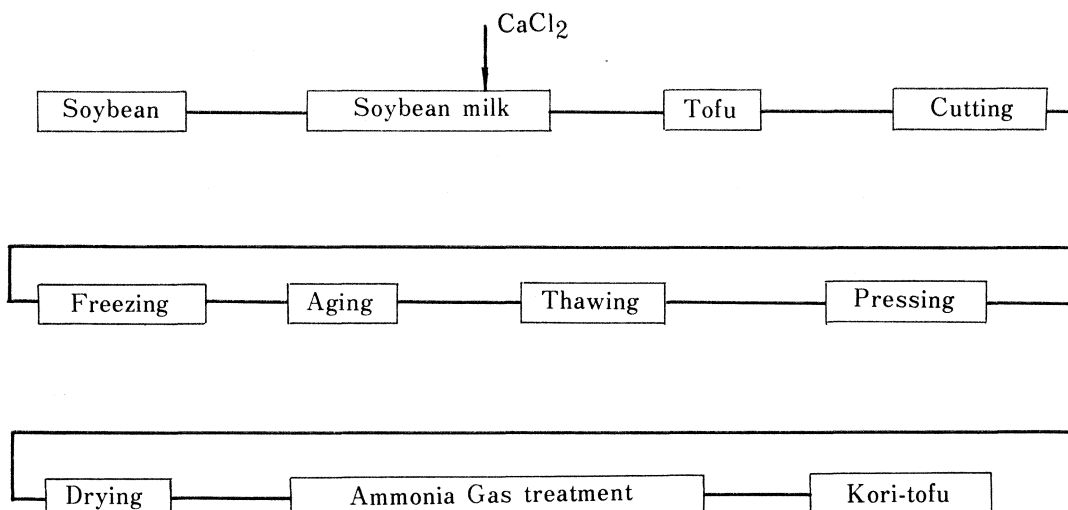 CaCl2
Soybean
Soybean milk
Tofu
Cutting
Freezing
Aging
Thawing
Pressing
Drying
Ammonia Gas treatment
Kori-tofu